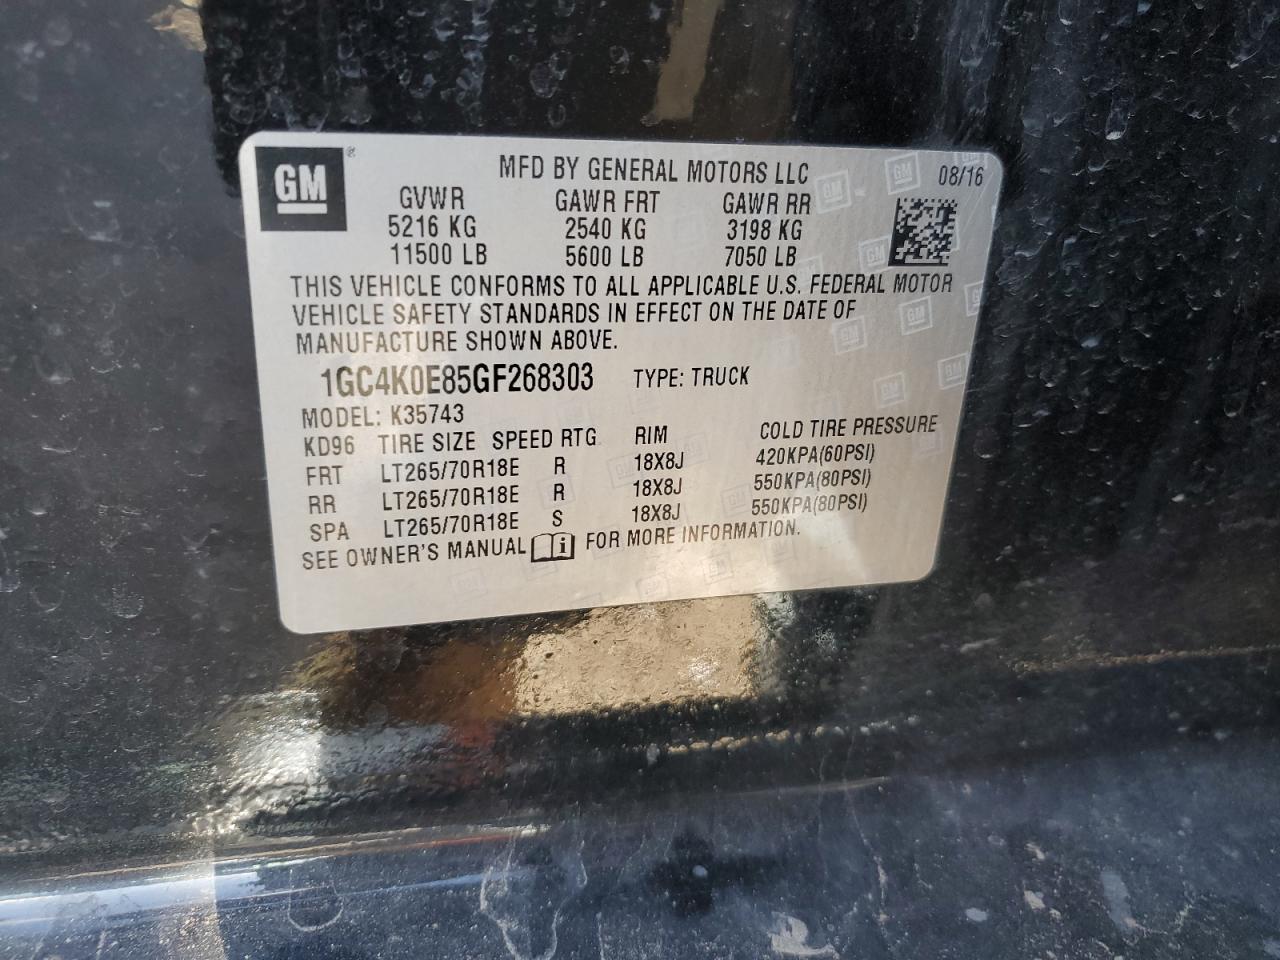 GM ®
MFD BY GENERAL MOTORS LLC 08/16
GVWR GAWR FRT GAWR RR
5216 KG 2540 KG 3198 KG
11500 LB 5600 LB 7050 LB
THIS VEHICLE CONFORMS TO ALL APPLICABLE U.S. FEDERAL MOTOR
VEHICLE SAFETY STANDARDS IN EFFECT ON THE DATE OF
MANUFACTURE SHOWN ABOVE.
1GC4K0E85GF268303 TYPE: TRUCK
MODEL: K35743
KD96 TIRE SIZE SPEED RTG RIM COLD TIRE PRESSURE
FRT LT265/70R18E R 18X8J 420KPA(60PSI)
RR LT265/70R18E R 18X8J 550KPA(80PSI)
SPA LT265/70R18E S 18X8J 550KPA(80PSI)
SEE OWNER'S MANUAL i FOR MORE INFORMATION.